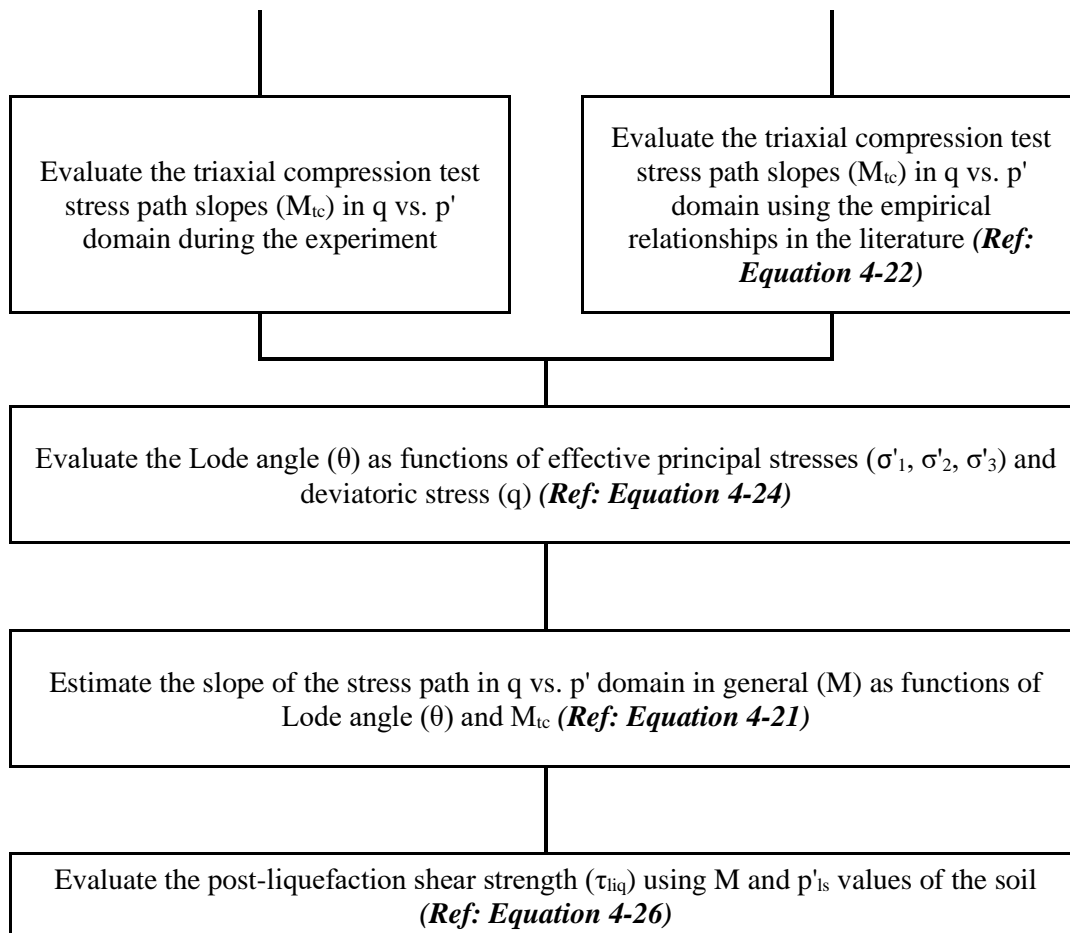 Evaluate the triaxial compression test
stress path slopes (Mtc) in q vs. p'
domain during the experiment
Evaluate the triaxial compression test
stress path slopes (Mtc) in q vs. p'
domain using the empirical
relationships in the literature (Ref:
Equation 4-22)
Evaluate the Lode angle (θ) as functions of effective principal stresses (σ'1, σ'2, σ'3) and
deviatoric stress (q) (Ref: Equation 4-24)
Estimate the slope of the stress path in q vs. p' domain in general (M) as functions of
Lode angle (θ) and Mtc (Ref: Equation 4-21)
Evaluate the post-liquefaction shear strength (τliq) using M and p'ls values of the soil
(Ref: Equation 4-26)